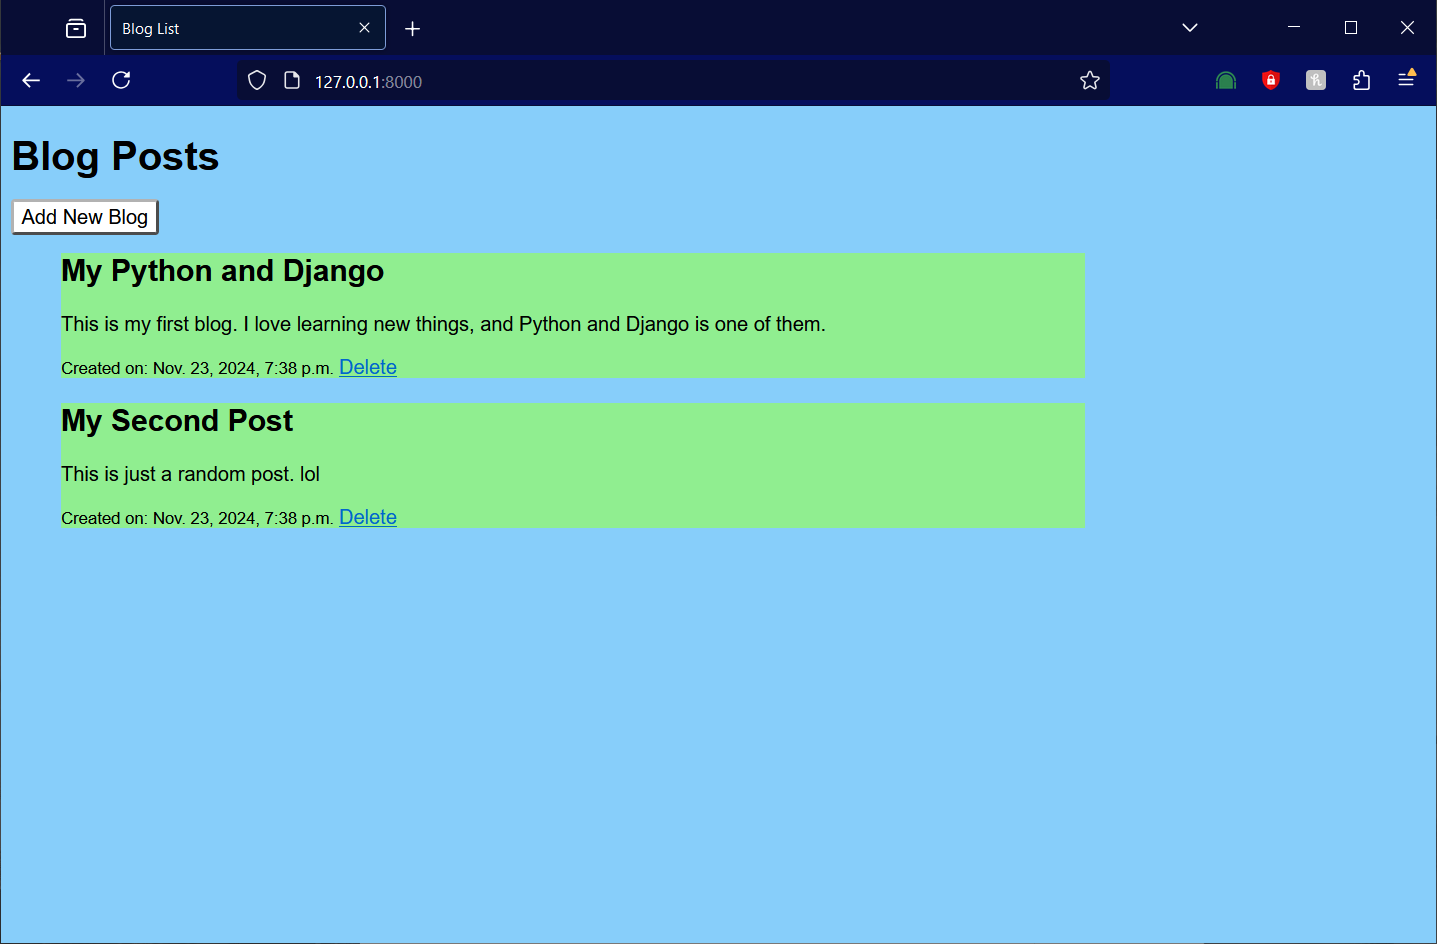 Blog List
127.0.0.1:8000
Blog Posts
Add New Blog
My Python and Django
This is my first blog. I love learning new things, and Python and Django is one of them.
Created on: Nov. 23, 2024, 7:38 p.m. Delete
My Second Post
This is just a random post. lol
Created on: Nov. 23, 2024, 7:38 p.m. Delete